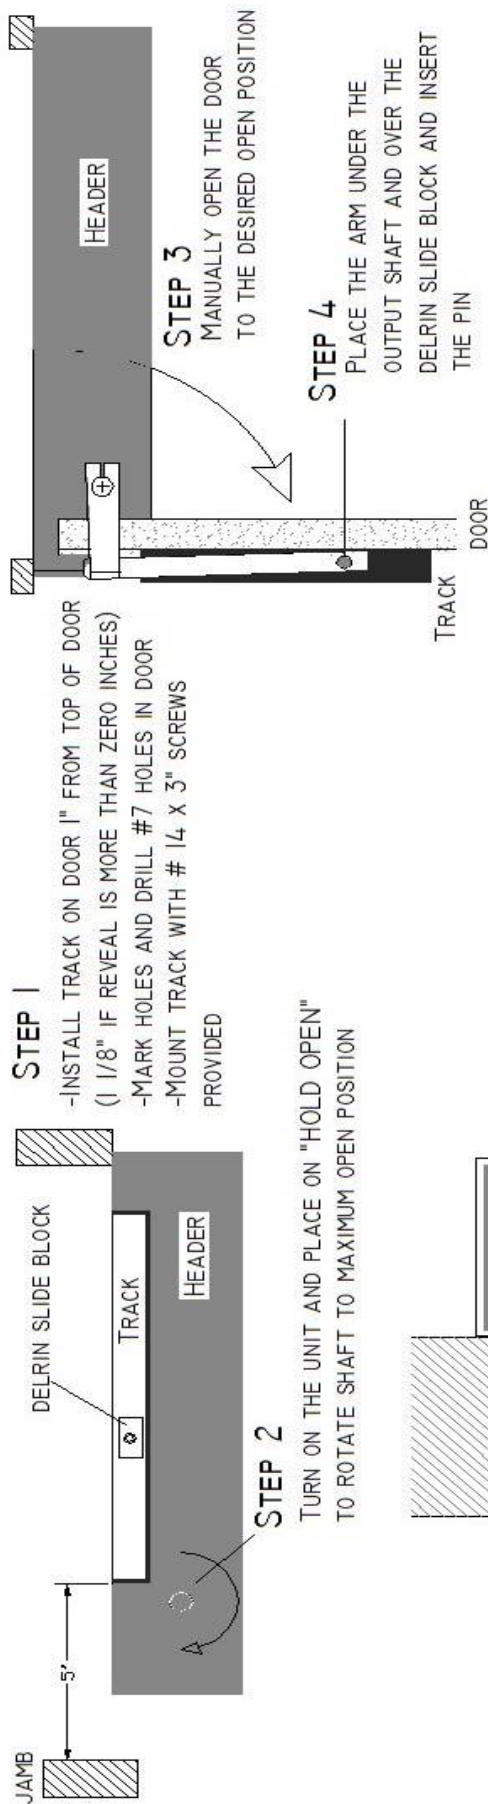 JAMB
5'
DELRIN SLIDE BLOCK
TRACK
HEADER
STEP 1
-INSTALL TRACK ON DOOR 1" FROM TOP OF DOOR
(1 1/8" IF REVEAL IS MORE THAN ZERO INCHES)
-MARK HOLES AND DRILL #7 HOLES IN DOOR
-MOUNT TRACK WITH # 14 X 3" SCREWS
PROVIDED
STEP 2
TURN ON THE UNIT AND PLACE ON "HOLD OPEN"
TO ROTATE SHAFT TO MAXIMUM OPEN POSITION
HEADER
STEP 3
MANUALLY OPEN THE DOOR
TO THE DESIRED OPEN POSITION
STEP 4
PLACE THE ARM UNDER THE
OUTPUT SHAFT AND OVER THE
DELRIN SLIDE BLOCK AND INSERT
THE PIN
TRACK
DOOR